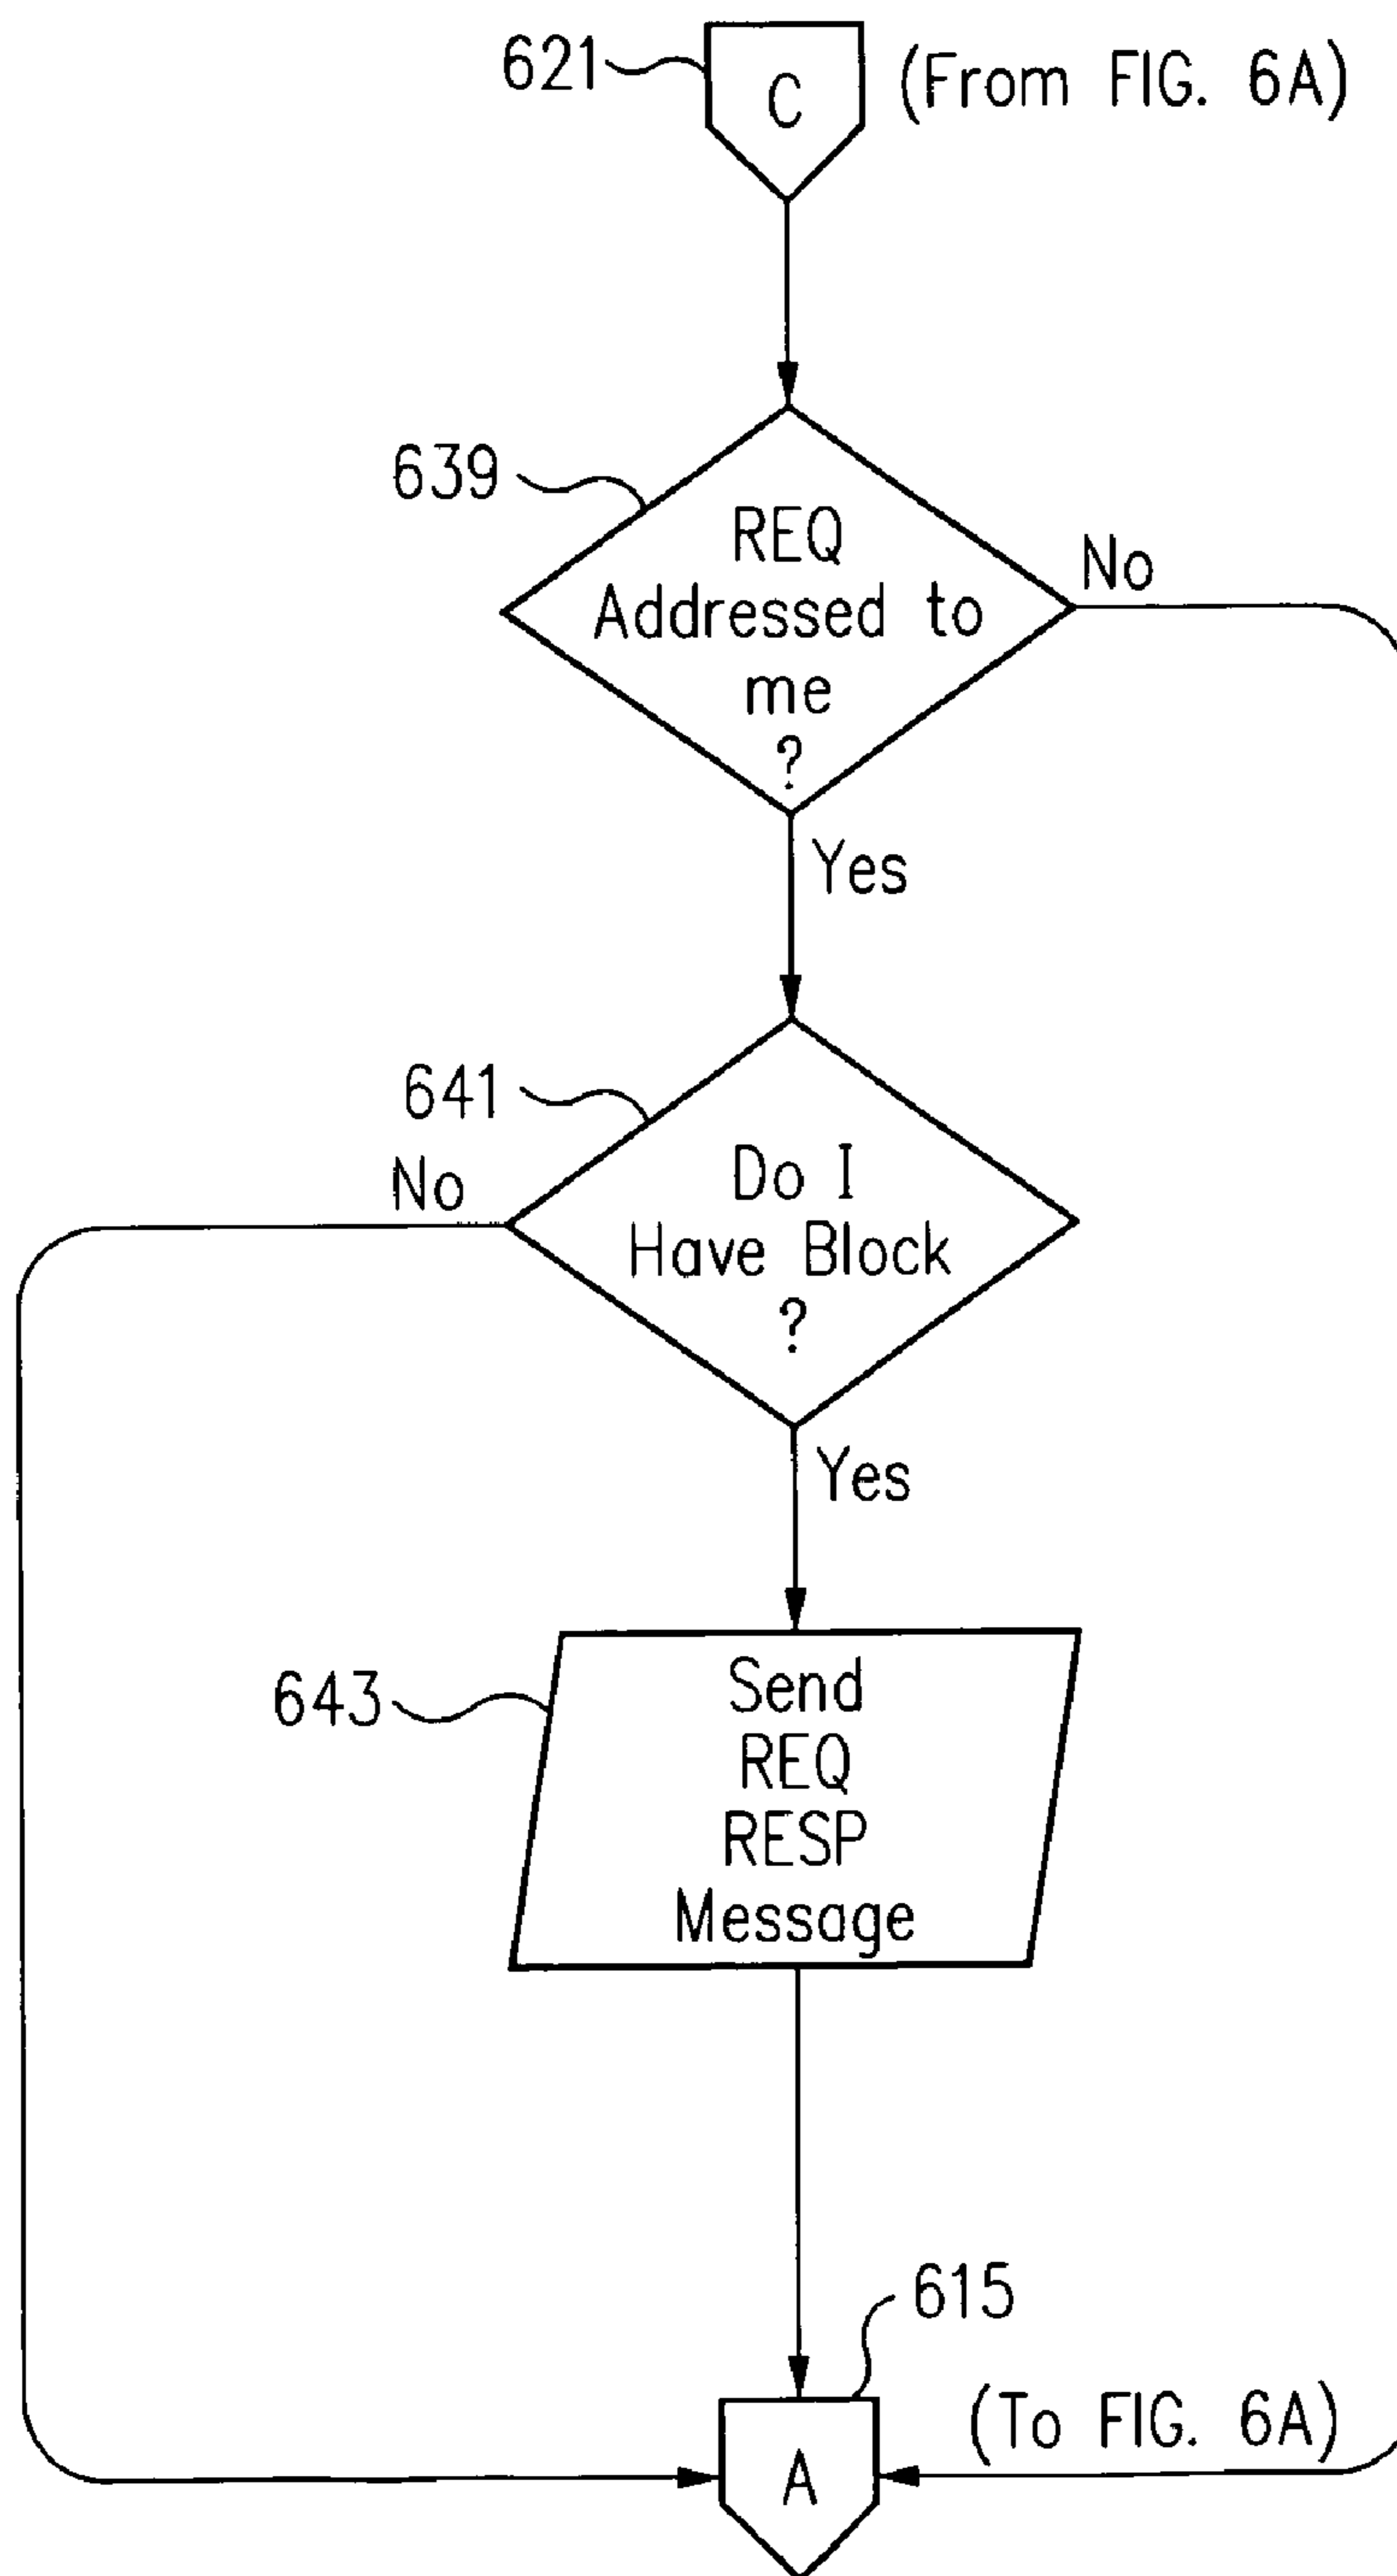 621
C
(From FIG. 6A)
639
REQ
Addressed to
me
?
No
Yes
641
No
Do I
Have Block
?
Yes
643
Send
REQ
RESP
Message
615
(To FIG. 6A)
A